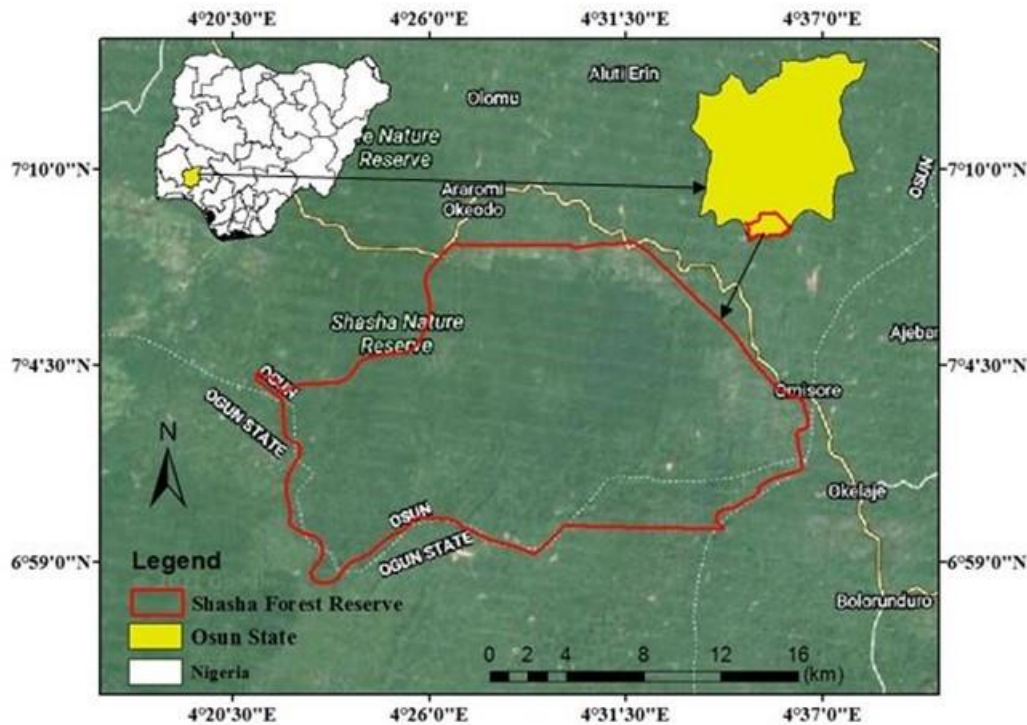 4°20'30"E 4°26'0"E 4°31'30"E 4°37'0"E
Aluti Erin
Olomu
e Nature
Reserve
7°10'0"N 7°10'0"N
OSUN
Araromi
Okeodo
Shasha Nature
Reserve
Ajebar
7°4'30"N 7°4'30"N
OSUN
OGUN STATE
Omisore
N
Okelaje
OSUN
OGUN STATE
6°59'0"N 6°59'0"N
Legend
Shasha Forest Reserve
Osun State
Nigeria
Bolorunduro
0 2 4 8 12 16
(km)
4°20'30"E 4°26'0"E 4°31'30"E 4°37'0"E